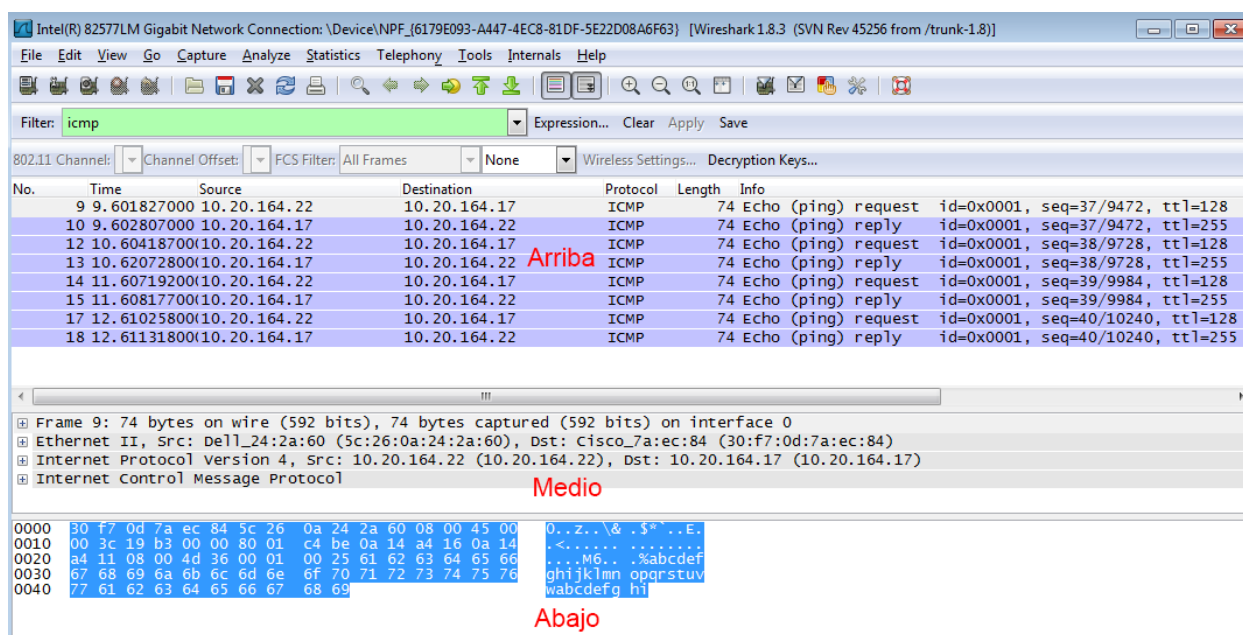 Intel(R) 82577LM Gigabit Network Connection: \Device\NPF_{6179E093-A447-4EC8-81DF-5E22D08A6F63} [Wireshark 1.8.3 (SVN Rev 45256 from /trunk-1.8)]
File Edit View Go Capture Analyze Statistics Telephony Tools Internals Help
Filter: icmp Expression... Clear Apply Save
802.11 Channel: Channel Offset: FCS Filter: All Frames None Wireless Settings... Decryption Keys...
No. Time Source Destination Protocol Length Info
9 9.601827000 10.20.164.22 10.20.164.17 ICMP 74 Echo (ping) request id=0x0001, seq=37/9472, ttl=128
10 9.602807000 10.20.164.17 10.20.164.22 ICMP 74 Echo (ping) reply id=0x0001, seq=37/9472, ttl=255
12 10.60418700(10.20.164.22 10.20.164.17 ICMP 74 Echo (ping) request id=0x0001, seq=38/9728, ttl=128
13 10.62072800(10.20.164.17 10.20.164.22 Arriba ICMP 74 Echo (ping) reply id=0x0001, seq=38/9728, ttl=255
14 11.60719200(10.20.164.22 10.20.164.17 ICMP 74 Echo (ping) request id=0x0001, seq=39/9984, ttl=128
15 11.60817700(10.20.164.17 10.20.164.22 ICMP 74 Echo (ping) reply id=0x0001, seq=39/9984, ttl=255
17 12.61025800(10.20.164.22 10.20.164.17 ICMP 74 Echo (ping) request id=0x0001, seq=40/10240, ttl=128
18 12.61131800(10.20.164.17 10.20.164.22 ICMP 74 Echo (ping) reply id=0x0001, seq=40/10240, ttl=255
Frame 9: 74 bytes on wire (592 bits), 74 bytes captured (592 bits) on interface 0
Ethernet II, Src: Dell_24:2a:60 (5c:26:0a:24:2a:60), Dst: Cisco_7a:ec:84 (30:f7:0d:7a:ec:84)
Internet Protocol Version 4, Src: 10.20.164.22 (10.20.164.22), Dst: 10.20.164.17 (10.20.164.17)
Internet Control Message Protocol
Medio
0000 30 f7 0d 7a ec 84 5c 26 0a 24 2a 60 08 00 45 00 0..z..\& .$*`..E.
0010 00 3c 19 b3 00 00 80 01 c4 be 0a 14 a4 16 0a 14 .<...... ........
0020 a4 11 08 00 4d 36 00 01 00 25 61 62 63 64 65 66 ....M6.. .%abcdef
0030 67 68 69 6a 6b 6c 6d 6e 6f 70 71 72 73 74 75 76 ghijklmn opqrstuv
0040 77 61 62 63 64 65 66 67 68 69 wabcdefg hi
Abajo